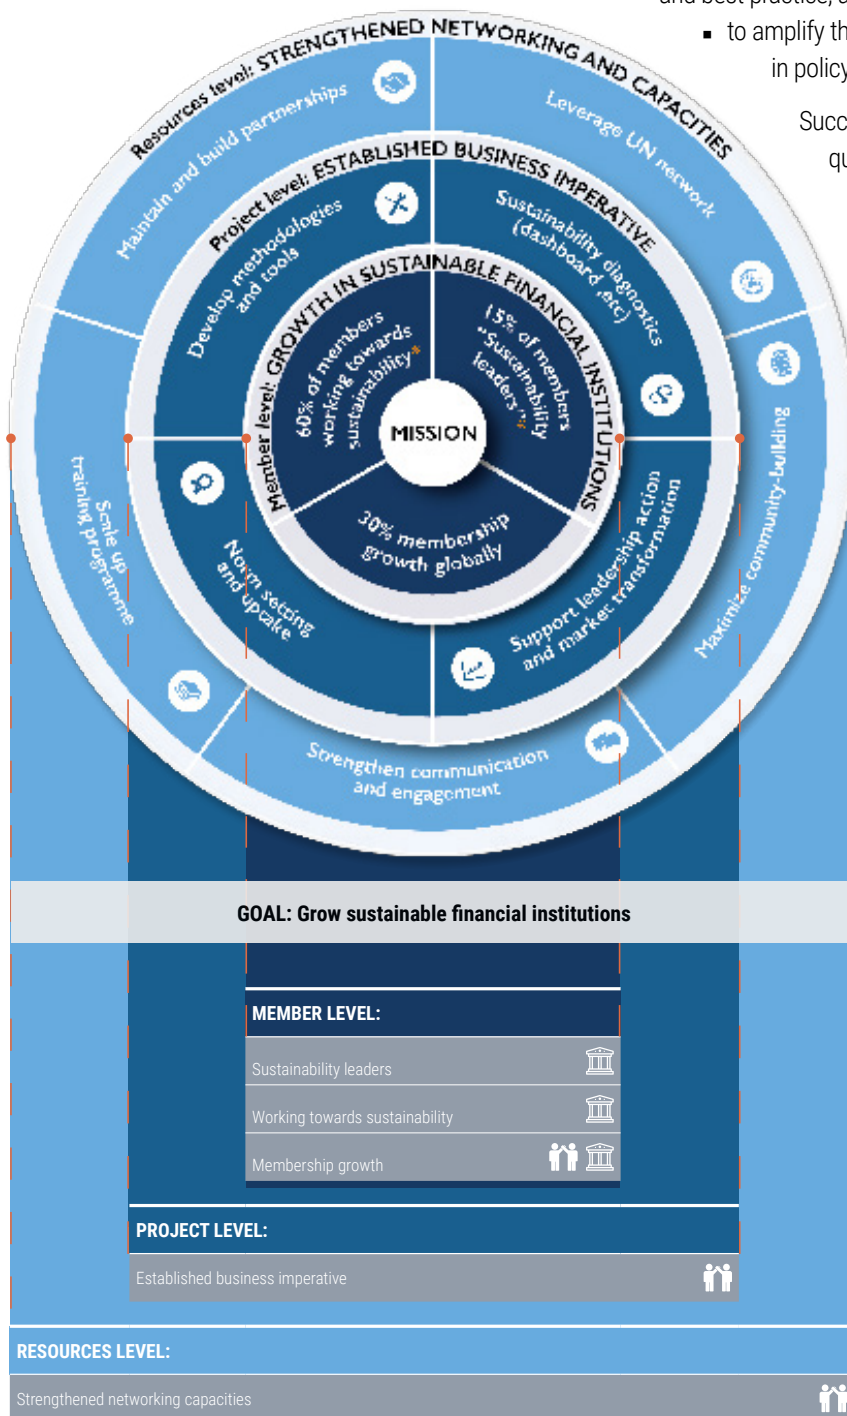 and best practice, a
▪ to amplify th
in policy
Succ
qu
Resources level: STRENGTHENED NETWORKING AND CAPACITIES
Maintain and build partnerships
Leverage UN network
Maximize community-building
Strengthen communication
and engagement
Scale up
training programme
Project level: ESTABLISHED BUSINESS IMPERATIVE
Develop methodologies
and tools
Sustainability diagnostics
(dashboard ,etc)
Support leadership action
and market transformation
Norm setting
and uptake
Member level: GROWTH IN SUSTAINABLE FINANCIAL INSTITUTIONS
60% of members
working towards
sustainability*
15% of members
"Sustainability
leaders"*
30% membership
growth globally
MISSION
GOAL: Grow sustainable financial institutions
MEMBER LEVEL:
Sustainability leaders
Working towards sustainability
Membership growth
PROJECT LEVEL:
Established business imperative
RESOURCES LEVEL:
Strengthened networking capacities